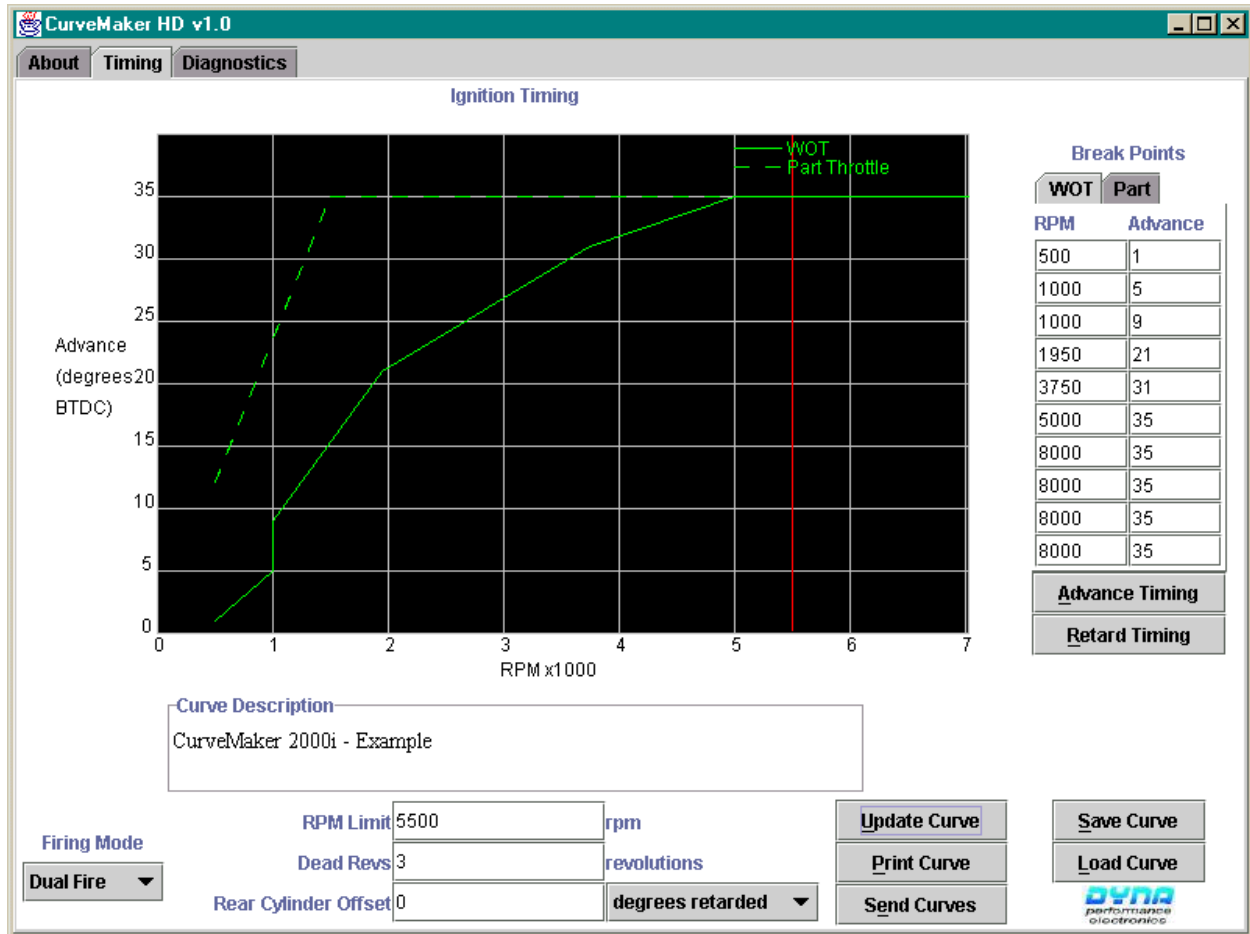 CurveMaker HD v1.0
About Timing Diagnostics
Ignition Timing
WOT
Part Throttle
35
30
25
20
15
10
5
0
Advance
(degrees
BTDC)
0 1 2 3 4 5 6 7
RPM x1000
Break Points
WOT Part
RPM Advance
500 1
1000 5
1000 9
1950 21
3750 31
5000 35
8000 35
8000 35
8000 35
8000 35
Advance Timing
Retard Timing
Curve Description
CurveMaker 2000i - Example
Firing Mode
Dual Fire
RPM Limit 5500 rpm
Dead Revs 3 revolutions
Rear Cylinder Offset 0 degrees retarded
Update Curve
Print Curve
Send Curves
Save Curve
Load Curve
DYNA
performance
electronics